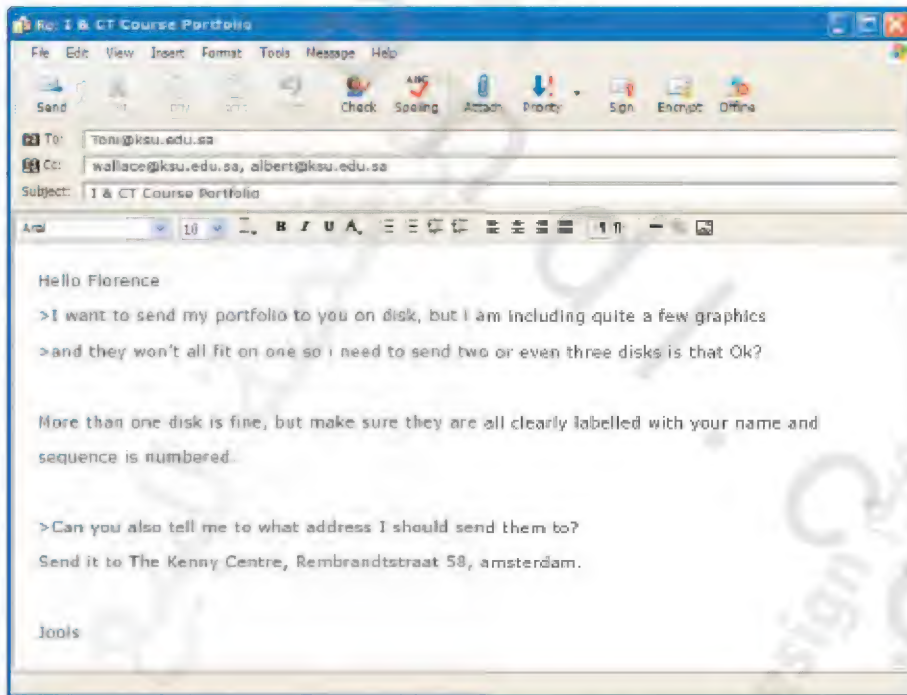 Re: I & CT Course Portfolio
File Edit View Insert Format Tools Message Help
Send Check Spelling Attach Priority Sign Encrypt Offline
To: Toni@ksu.edu.sa
Cc: wallace@ksu.edu.sa, albert@ksu.edu.sa
Subject: I & CT Course Portfolio
Arial 10 B I U A
Hello Florence
>I want to send my portfolio to you on disk, but i am including quite a few graphics
>and they won't all fit on one so i need to send two or even three disks is that Ok?
More than one disk is fine, but make sure they are all clearly labelled with your name and
sequence is numbered.
>Can you also tell me to what address I should send them to?
Send it to The Kenny Centre, Rembrandtstraat 58, amsterdam.
Jools